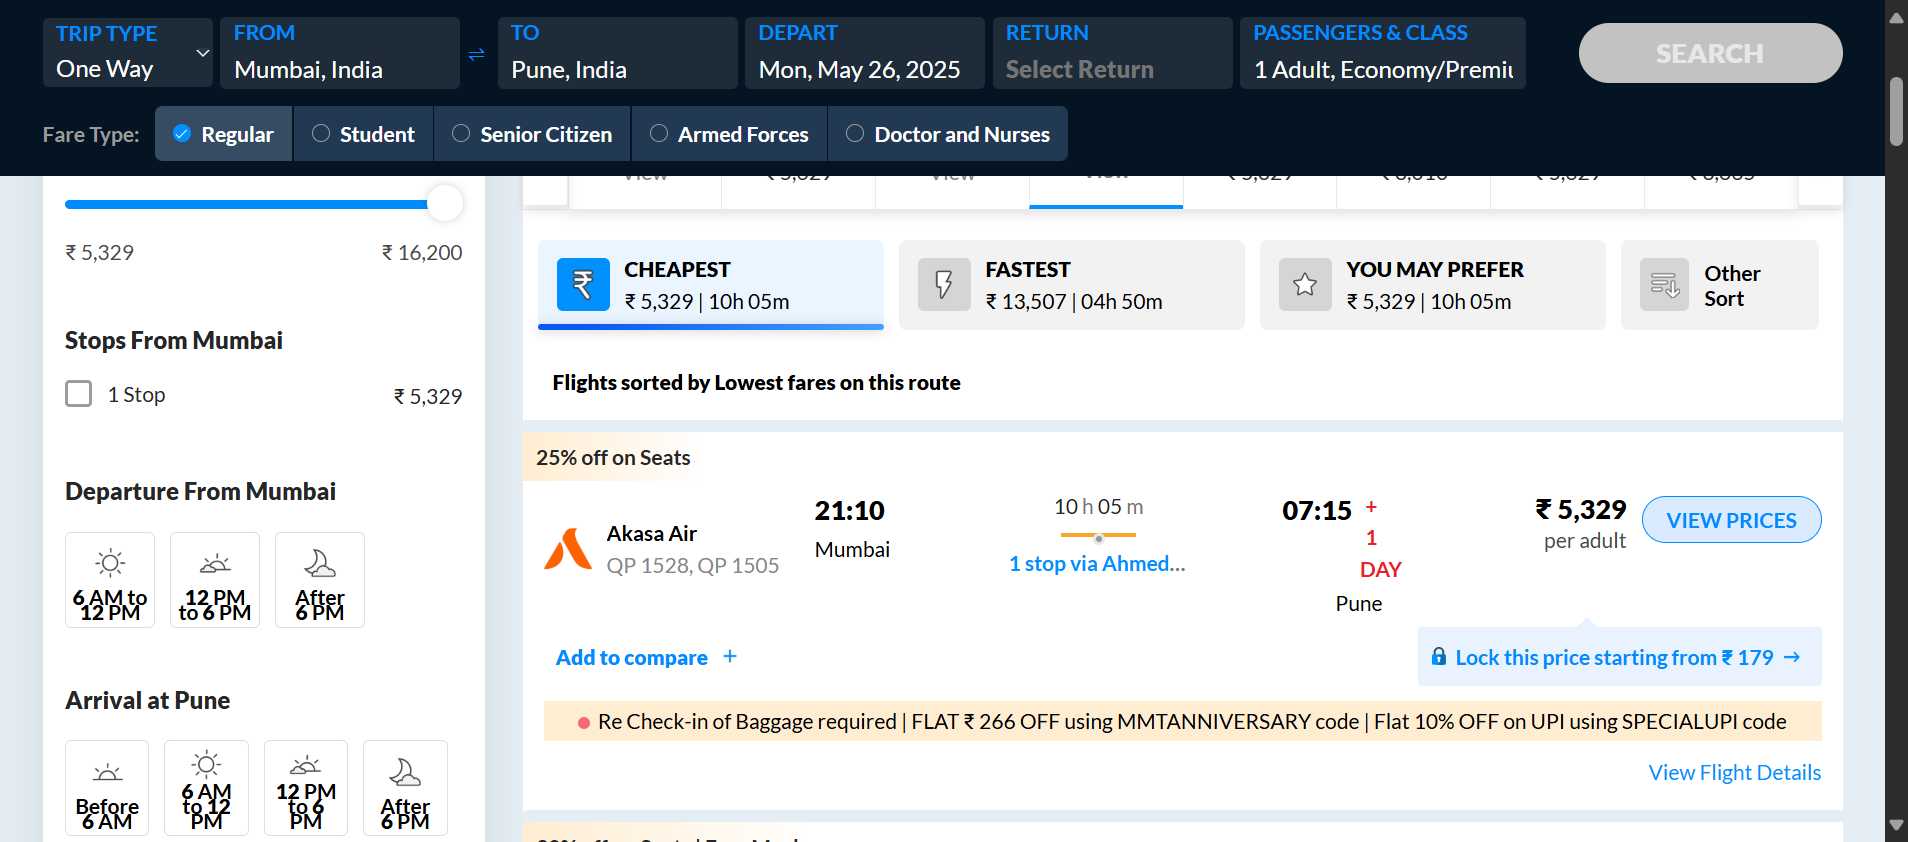 TRIP TYPE
One Way
FROM
Mumbai, India
TO
Pune, India
DEPART
Mon, May 26, 2025
RETURN
Select Return
PASSENGERS & CLASS
1 Adult, Economy/Premiu
SEARCH
Fare Type:
Regular
Student
Senior Citizen
Armed Forces
Doctor and Nurses
₹ 5,329
₹ 16,200
Stops From Mumbai
1 Stop
₹ 5,329
Departure From Mumbai
6 AM to
12 PM
12 PM
to 6 PM
After
6 PM
Arrival at Pune
Before
6 AM
6 AM
to 12
PM
12 PM
to 6
PM
After
6 PM
CHEAPEST
₹ 5,329 | 10h 05m
FASTEST
₹ 13,507 | 04h 50m
YOU MAY PREFER
₹ 5,329 | 10h 05m
Other
Sort
Flights sorted by Lowest fares on this route
25% off on Seats
Akasa Air
QP 1528, QP 1505
21:10
Mumbai
10 h 05 m
1 stop via Ahmed...
07:15 +
1
DAY
Pune
₹ 5,329
per adult
VIEW PRICES
Add to compare +
Lock this price starting from ₹ 179 →
Re Check-in of Baggage required | FLAT ₹ 266 OFF using MMTANNIVERSARY code | Flat 10% OFF on UPI using SPECIALUPI code
View Flight Details